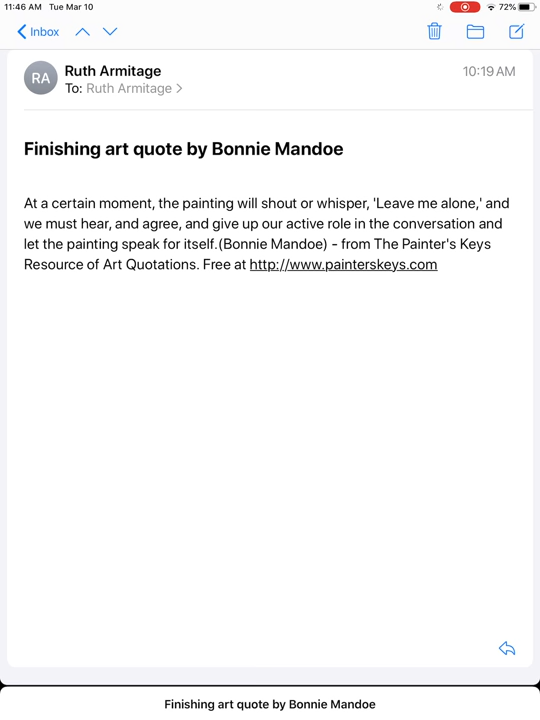 11:46 AM Tue Mar 10
72%
Inbox
RA
Ruth Armitage
10:19 AM
To: Ruth Armitage
Finishing art quote by Bonnie Mandoe
At a certain moment, the painting will shout or whisper, 'Leave me alone,' and
we must hear, and agree, and give up our active role in the conversation and
let the painting speak for itself.(Bonnie Mandoe) - from The Painter's Keys
Resource of Art Quotations. Free at http://www.painterskeys.com
Finishing art quote by Bonnie Mandoe